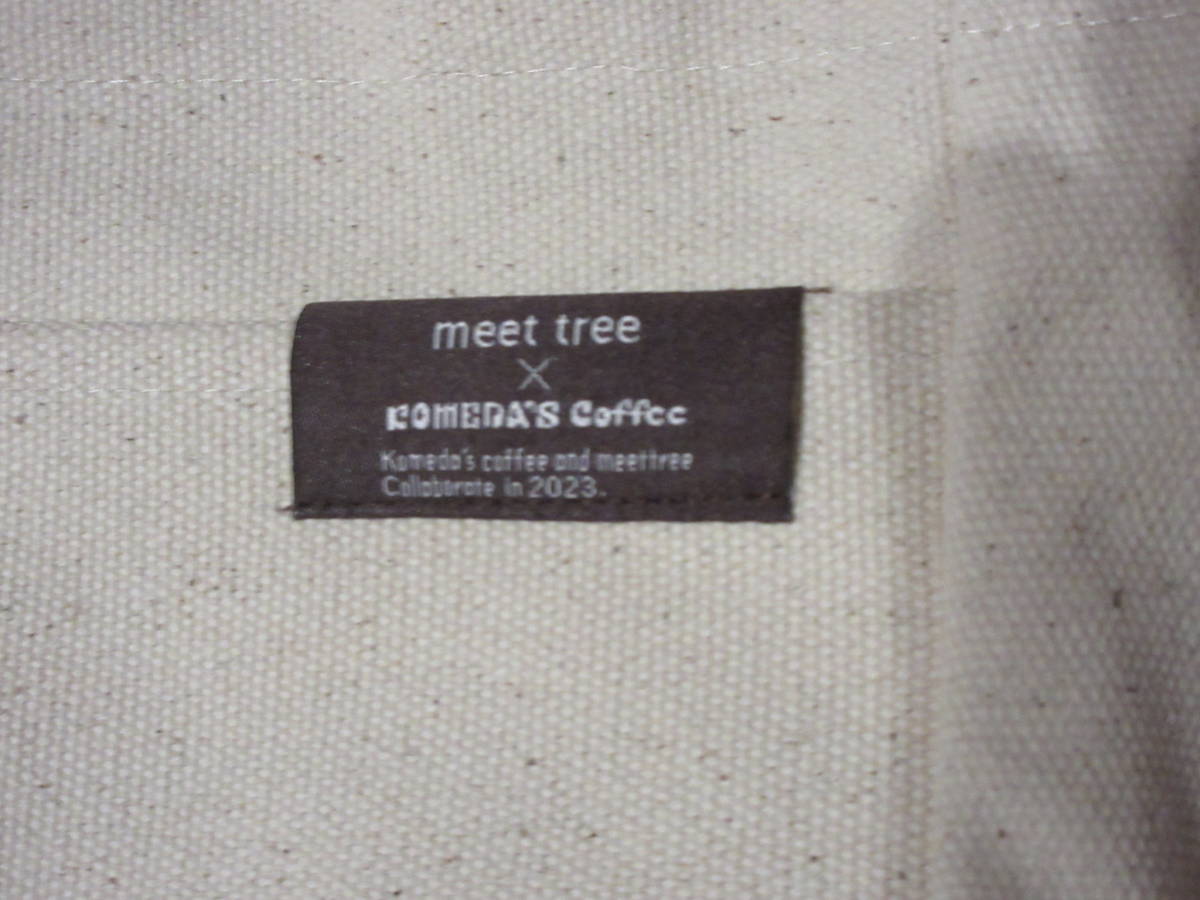 meet tree
×
KOMEDA'S Coffee
Komeda's coffee and meettree
Collaborate in 2023.